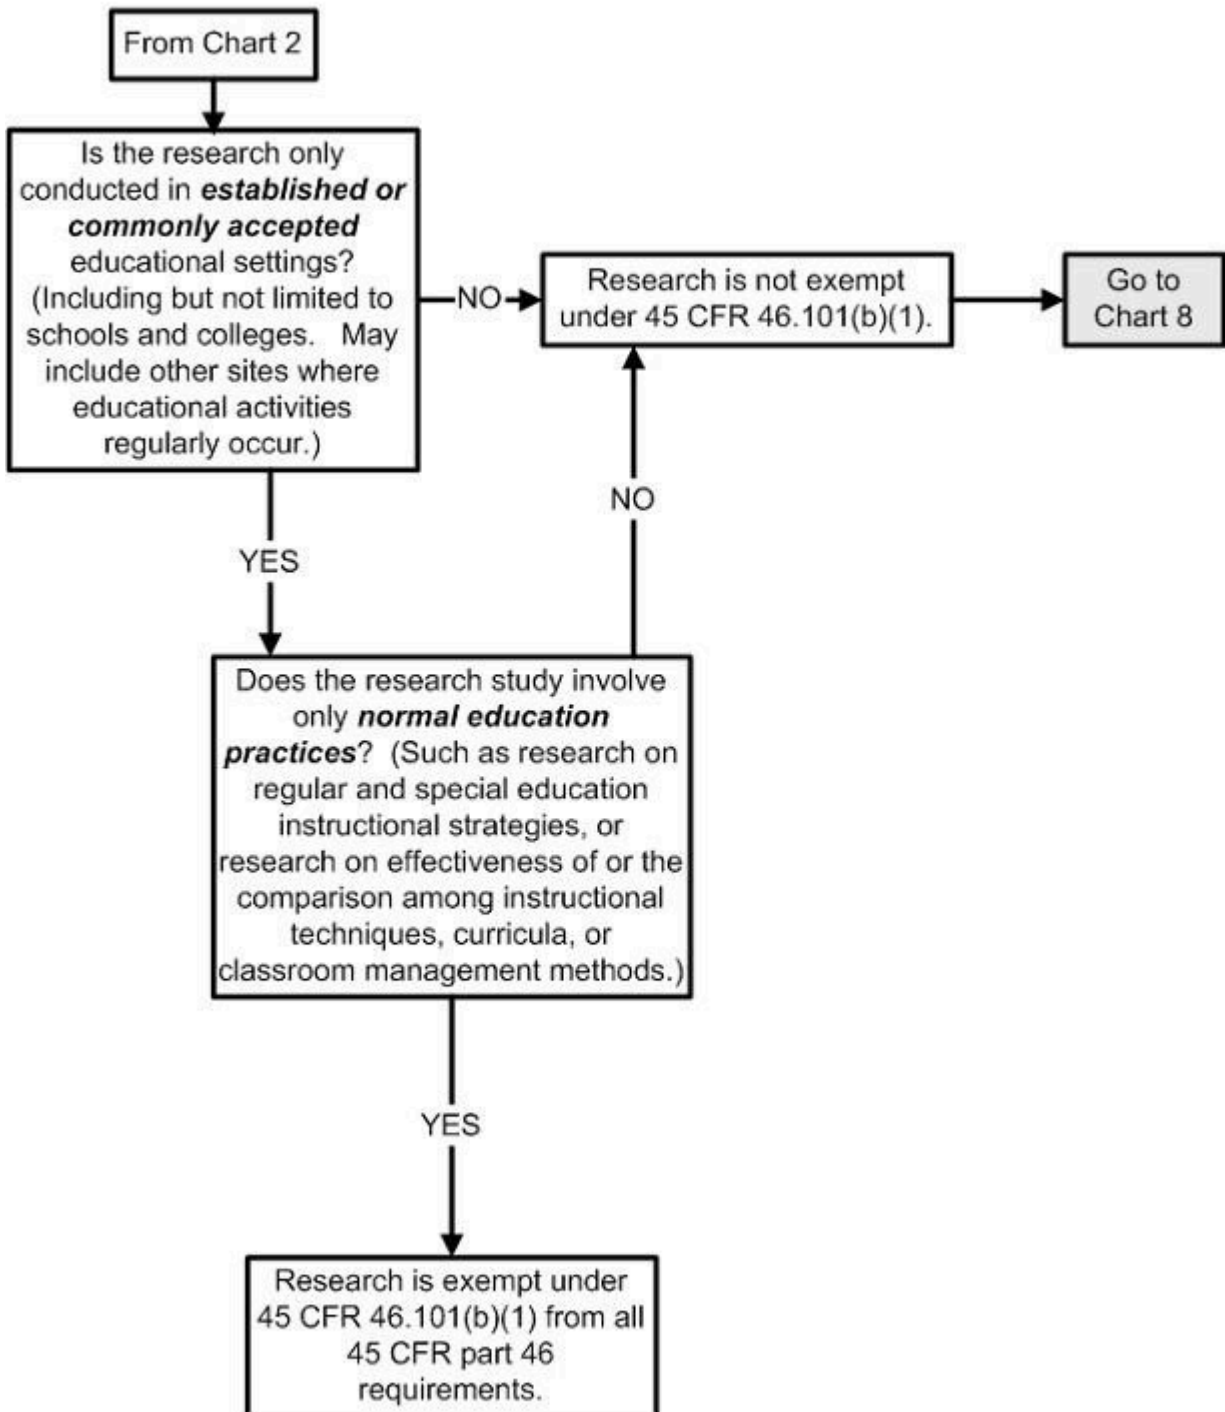 From Chart 2
Is the research only
conducted in established or
commonly accepted
educational settings?
(Including but not limited to
schools and colleges. May
include other sites where
educational activities
regularly occur.)
NO
Research is not exempt
under 45 CFR 46.101(b)(1).
Go to
Chart 8
NO
YES
Does the research study involve
only normal education
practices? (Such as research on
regular and special education
instructional strategies, or
research on effectiveness of or the
comparison among instructional
techniques, curricula, or
classroom management methods.)
YES
Research is exempt under
45 CFR 46.101(b)(1) from all
45 CFR part 46
requirements.